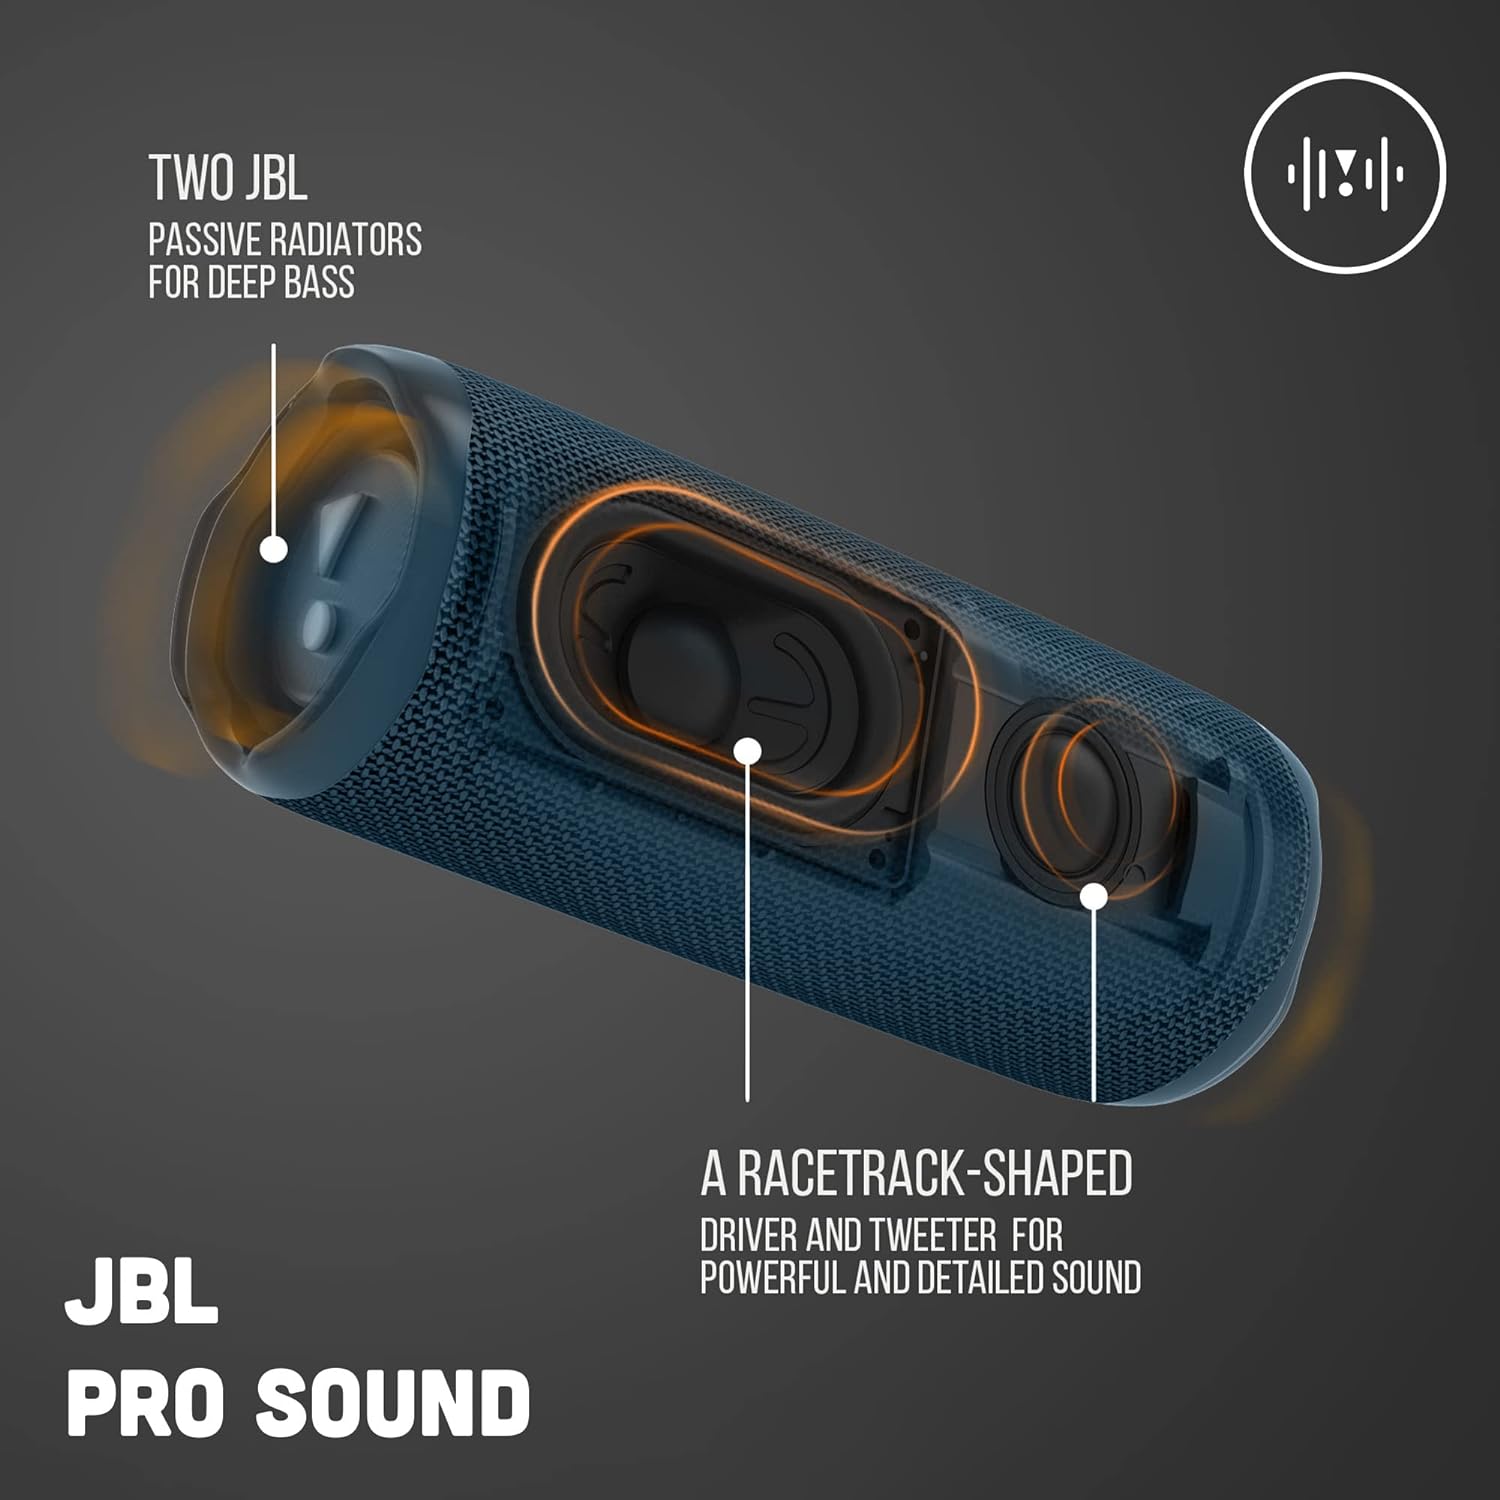 TWO JBL
PASSIVE RADIATORS
FOR DEEP BASS
A RACETRACK-SHAPED
DRIVER AND TWEETER FOR
POWERFUL AND DETAILED SOUND
JBL
PRO SOUND